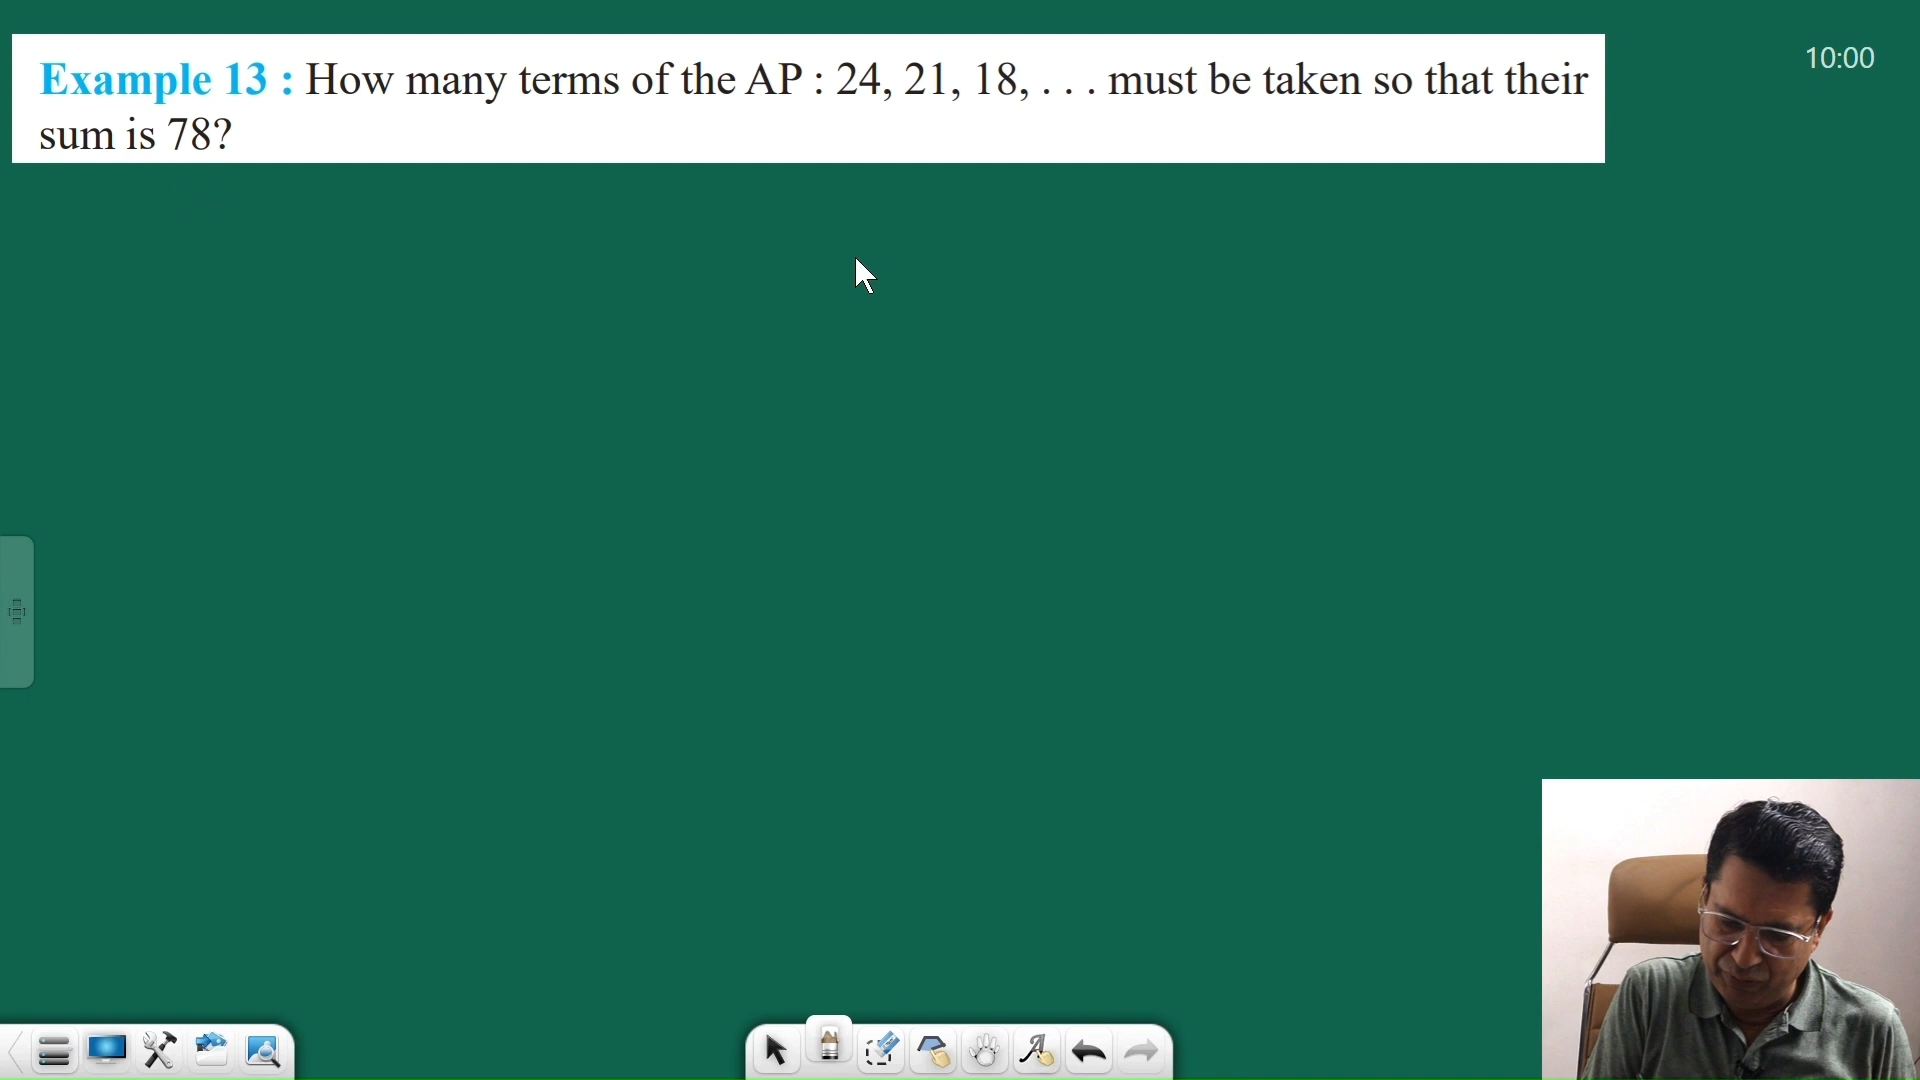 Example 13 : How many terms of the AP : 24, 21, 18, . . . must be taken so that their
sum is 78?
10:00